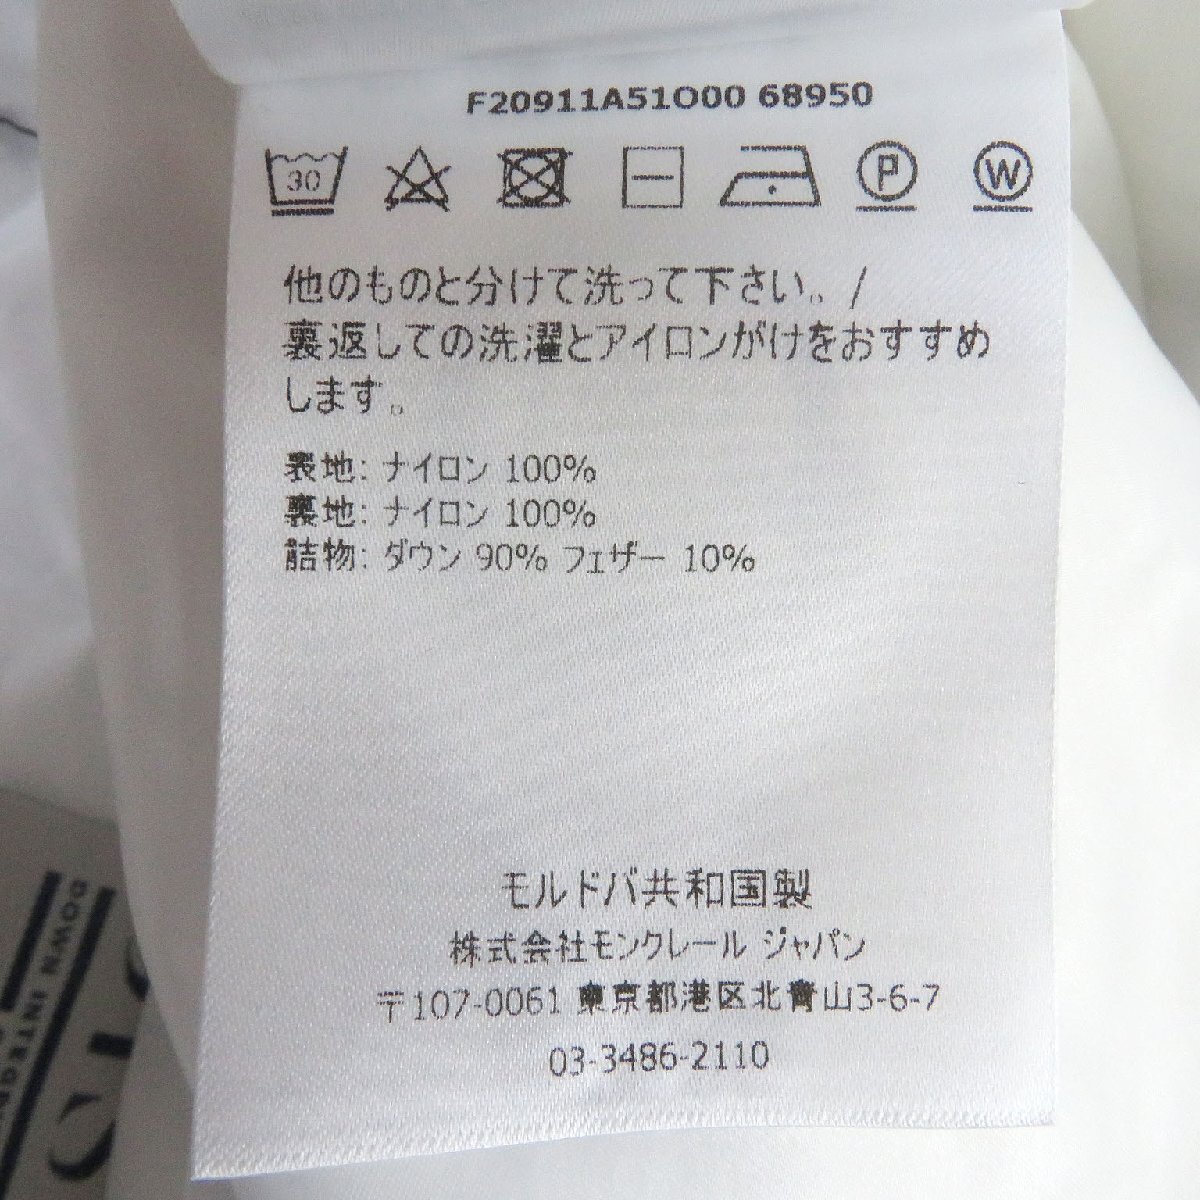 F20911A51O00 68950
30
P
W
他のものと分けて洗って下さい。/
裏返しての洗濯とアイロンがけをおすすめ
します。
表地: ナイロン 100%
裏地: ナイロン 100%
詰物: ダウン 90% フェザー 10%
モルドバ共和国製
株式会社モンクレール ジャパン
〒107-0061 東京都港区北青山3-6-7
03-3486-2110
DOWN